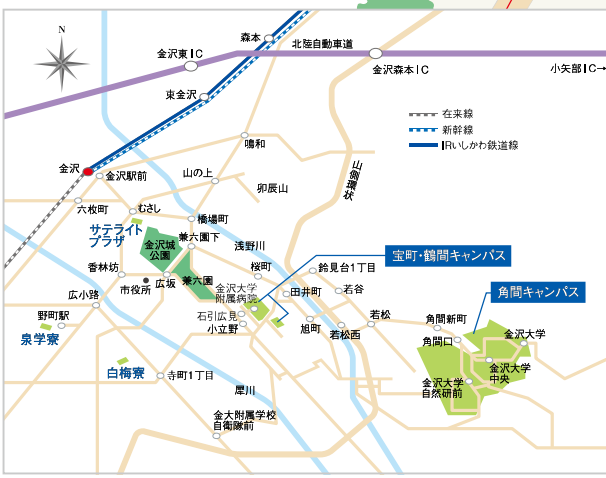 N
森本
金沢東IC
北陸自動車道
金沢森本IC
小矢部IC→
東金沢
在来線
新幹線
IRいしかわ鉄道線
鳴和
山側環状
金沢
金沢駅前
山の上
卯辰山
六枚町
むさし
橋場町
サテライト
プラザ
金沢城
公園
兼六園下
浅野川
宝町・鶴間キャンパス
香林坊
市役所
広坂
兼六園
桜町
鈴見台1丁目
金沢大学
附属病院
田井町
若谷
角間キャンパス
広小路
野町駅
石引広見
小立野
旭町
若松
若松西
角間新町
角間口
金沢大学
泉学寮
金沢大学
中央
白梅寮
寺町1丁目
金沢大学
自然研前
犀川
金大附属学校
自衛隊前